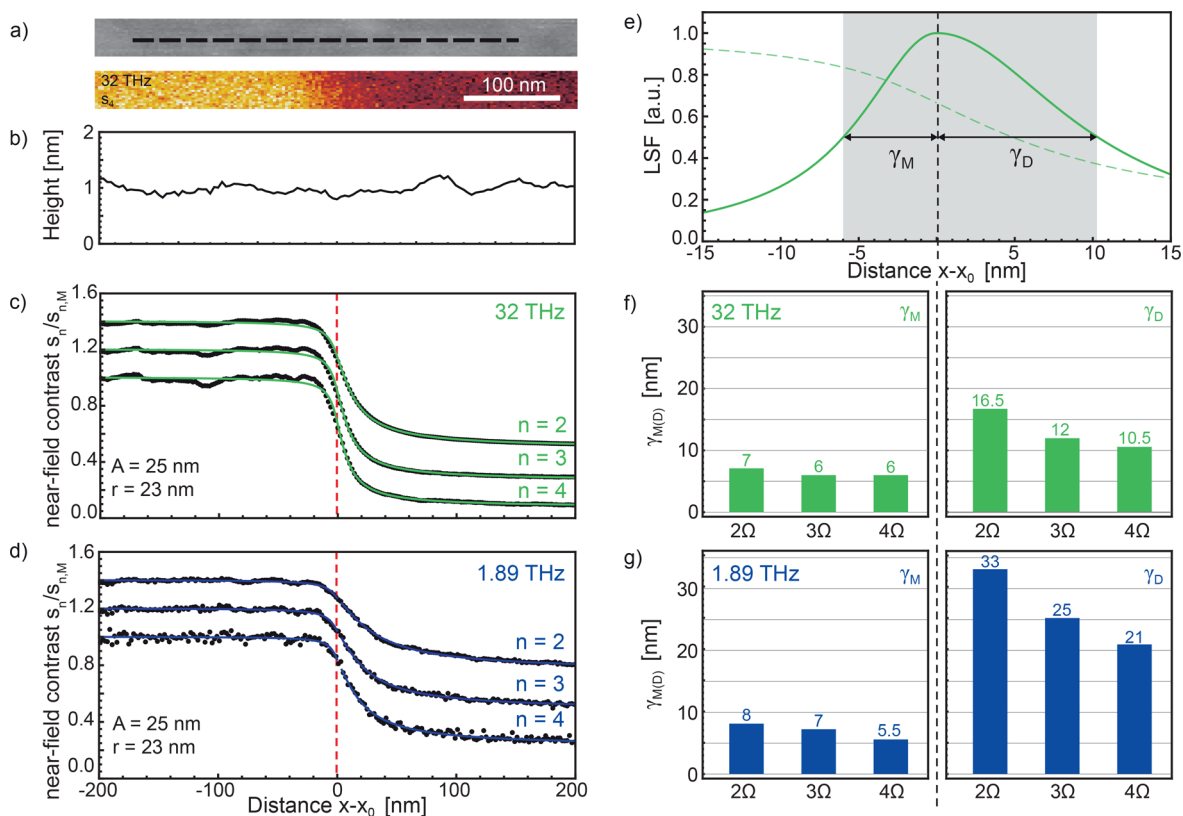 a)
32 THz
s₄
100 nm
b)
Height [nm]
2
1
0
c)
near-field contrast sₙ/sₙ,M
1.6
1.2
0.8
0.4
0.0
32 THz
n = 2
n = 3
n = 4
A = 25 nm
r = 23 nm
d)
near-field contrast sₙ/sₙ,M
1.6
1.2
0.8
0.4
0.0
1.89 THz
n = 2
n = 3
n = 4
A = 25 nm
r = 23 nm
-200 -100 0 100 200
Distance x-x₀ [nm]
e)
LSF [a.u.]
1.0
0.8
0.6
0.4
0.2
0.0
γM γD
-15 -10 -5 0 5 10 15
Distance x-x₀ [nm]
f)
γM(D) [nm]
30
20
10
0
32 THz γM
7 6 6
2Ω 3Ω 4Ω
γD
16.5 12 10.5
2Ω 3Ω 4Ω
g)
γM(D) [nm]
30
20
10
0
1.89 THz γM
8 7 5.5
2Ω 3Ω 4Ω
γD
33 25 21
2Ω 3Ω 4Ω